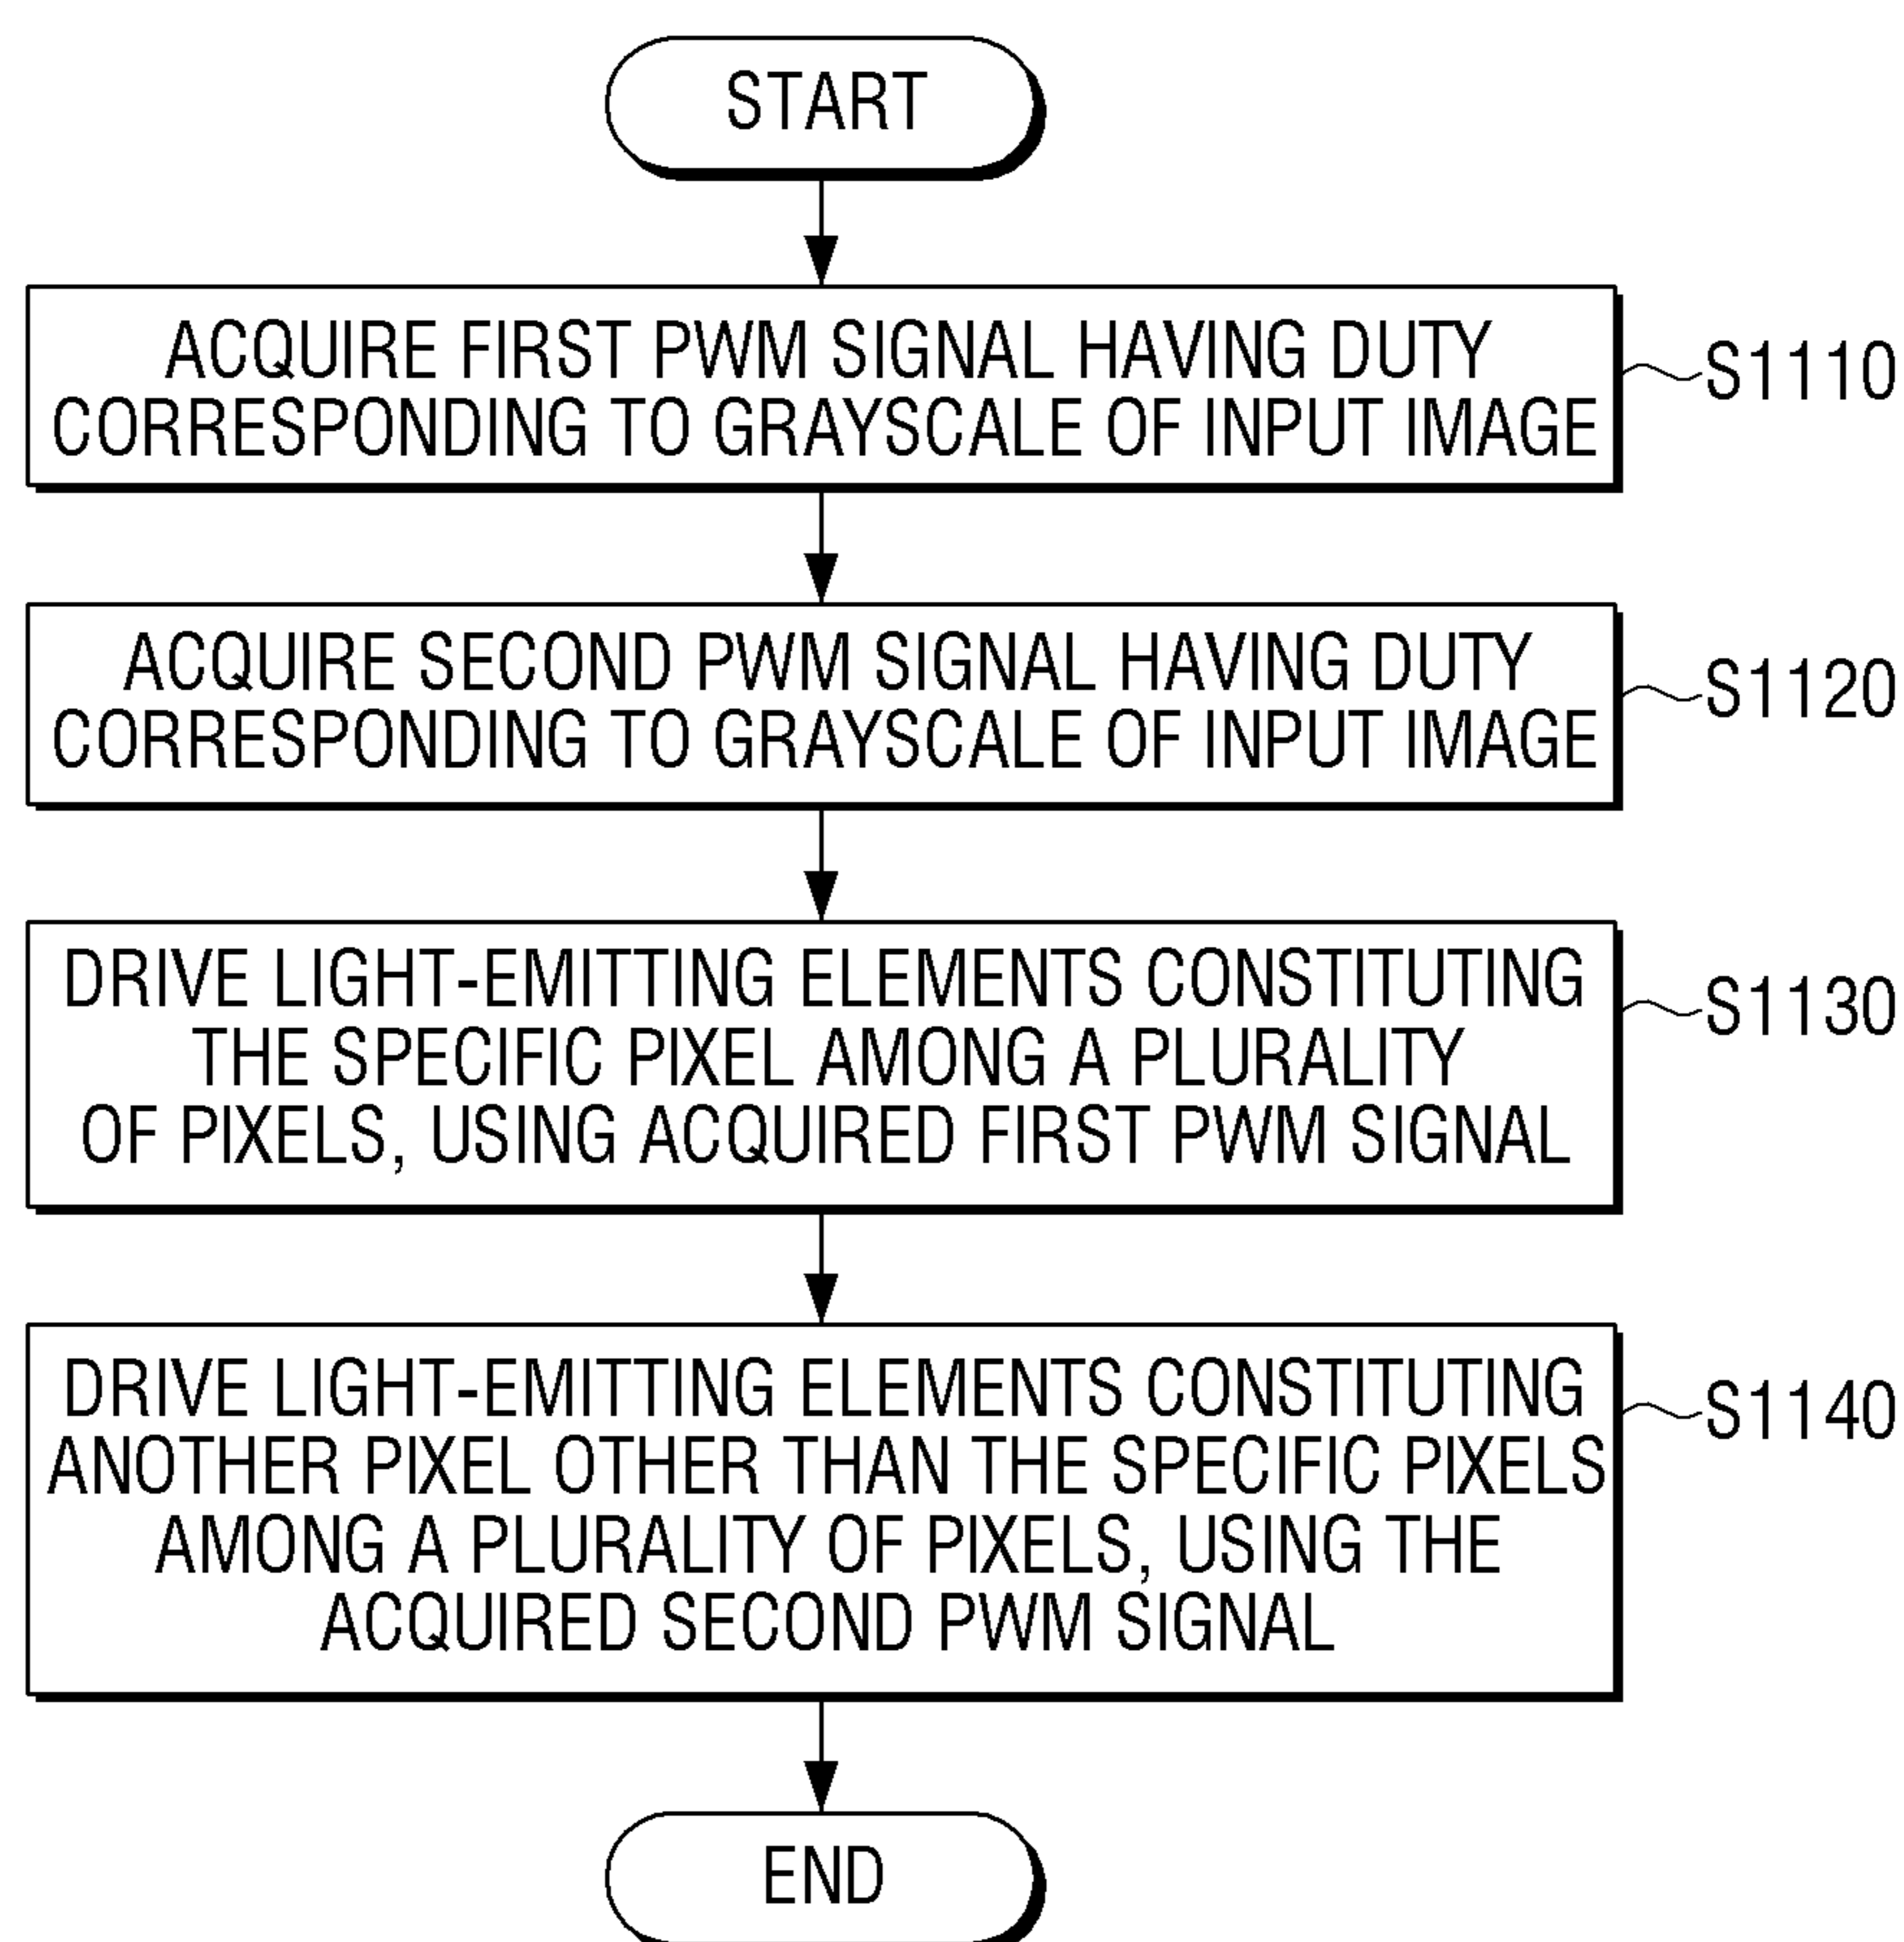 START
ACQUIRE FIRST PWM SIGNAL HAVING DUTY
CORRESPONDING TO GRAYSCALE OF INPUT IMAGE
S1110
ACQUIRE SECOND PWM SIGNAL HAVING DUTY
CORRESPONDING TO GRAYSCALE OF INPUT IMAGE
S1120
DRIVE LIGHT-EMITTING ELEMENTS CONSTITUTING
THE SPECIFIC PIXEL AMONG A PLURALITY
OF PIXELS, USING ACQUIRED FIRST PWM SIGNAL
S1130
DRIVE LIGHT-EMITTING ELEMENTS CONSTITUTING
ANOTHER PIXEL OTHER THAN THE SPECIFIC PIXELS
AMONG A PLURALITY OF PIXELS, USING THE
ACQUIRED SECOND PWM SIGNAL
S1140
END